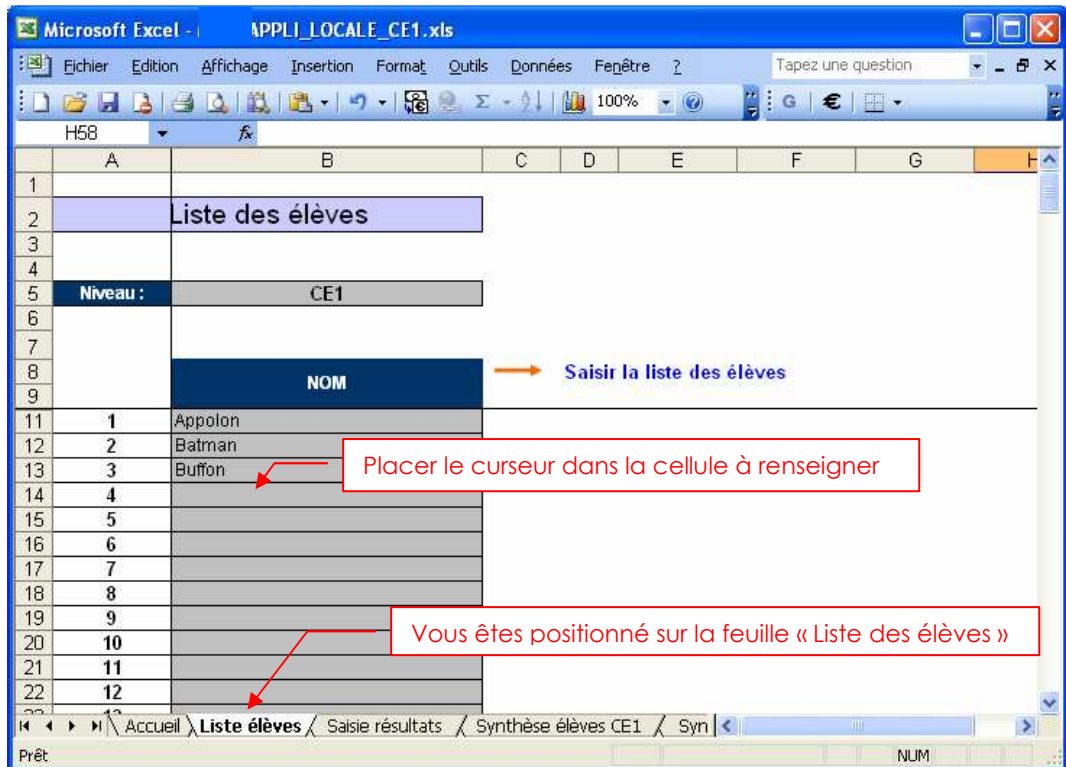 Microsoft Excel - APPLI_LOCALE_CE1.xls
Fichier Edition Affichage Insertion Format Outils Données Fenêtre ? Tapez une question
100% G €
H58 fx
A B C D E F G H
1
2 Liste des élèves
3
4
5 Niveau : CE1
6
7
8 Saisir la liste des élèves
NOM
9
11 1 Appolon
12 2 Batman
13 3 Buffon
Placer le curseur dans la cellule à renseigner
14 4
15 5
16 6
17 7
18 8
19 9
Vous êtes positionné sur la feuille « Liste des élèves »
20 10
21 11
22 12
Accueil Liste élèves Saisie résultats Synthèse élèves CE1 Syn
Prêt NUM